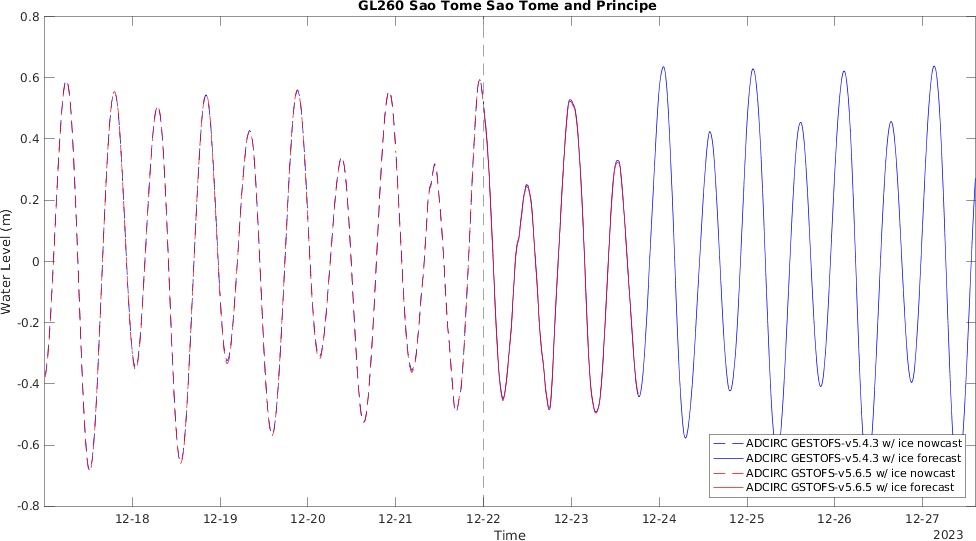 GL260 Sao Tome Sao Tome and Principe
0.8
0.6
0.4
0.2
0
-0.2
-0.4
-0.6
-0.8
Water Level (m)
12-18 12-19 12-20 12-21 12-22 12-23 12-24 12-25 12-26 12-27
Time
2023
ADCIRC GESTOFS-v5.4.3 w/ ice nowcast
ADCIRC GESTOFS-v5.4.3 w/ ice forecast
ADCIRC GSTOFS-v5.6.5 w/ ice nowcast
ADCIRC GSTOFS-v5.6.5 w/ ice forecast